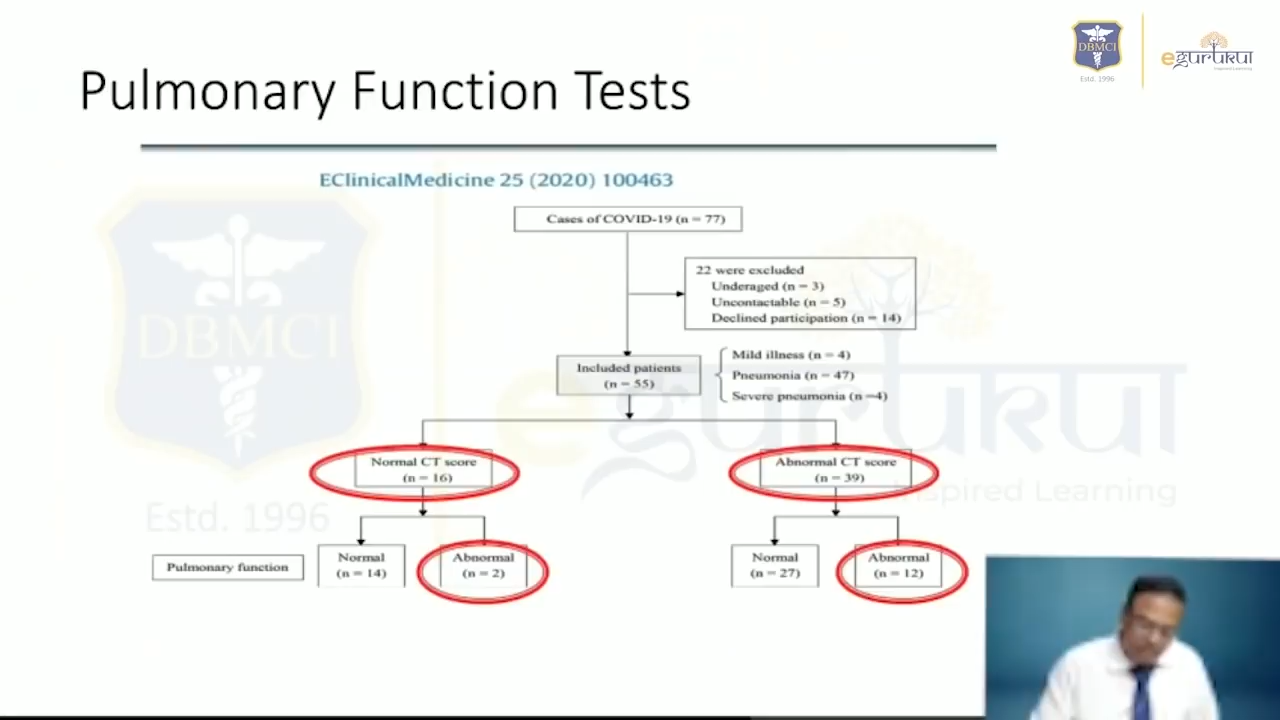 DBMCI
Estd. 1996
egurukul
Inspired Learning
Pulmonary Function Tests
EClinicalMedicine 25 (2020) 100463
Cases of COVID-19 (n = 77)
22 were excluded
Underaged (n = 3)
Uncontactable (n = 5)
Declined participation (n = 14)
Included patients
(n = 55)
Mild illness (n = 4)
Pneumonia (n = 47)
Severe pneumonia (n =4)
Normal CT score
(n = 16)
Abnormal CT score
(n = 39)
Pulmonary function
Normal
(n = 14)
Abnormal
(n = 2)
Normal
(n = 27)
Abnormal
(n = 12)
DBMCI
Estd. 1996
egurukul
Inspired Learning